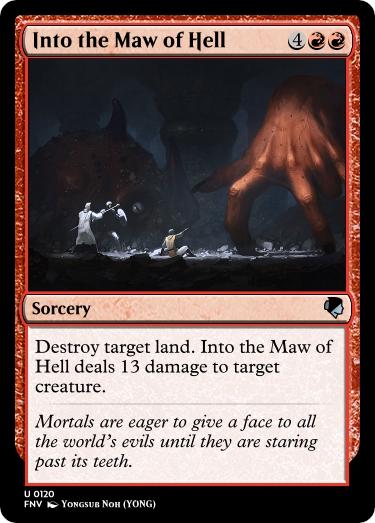 Into the Maw of Hell 4
Sorcery
Destroy target land. Into the Maw of
Hell deals 13 damage to target
creature.
Mortals are eager to give a face to all
the world's evils until they are staring
past its teeth.
U 0120
FNV Yongsub Noh (YONG)